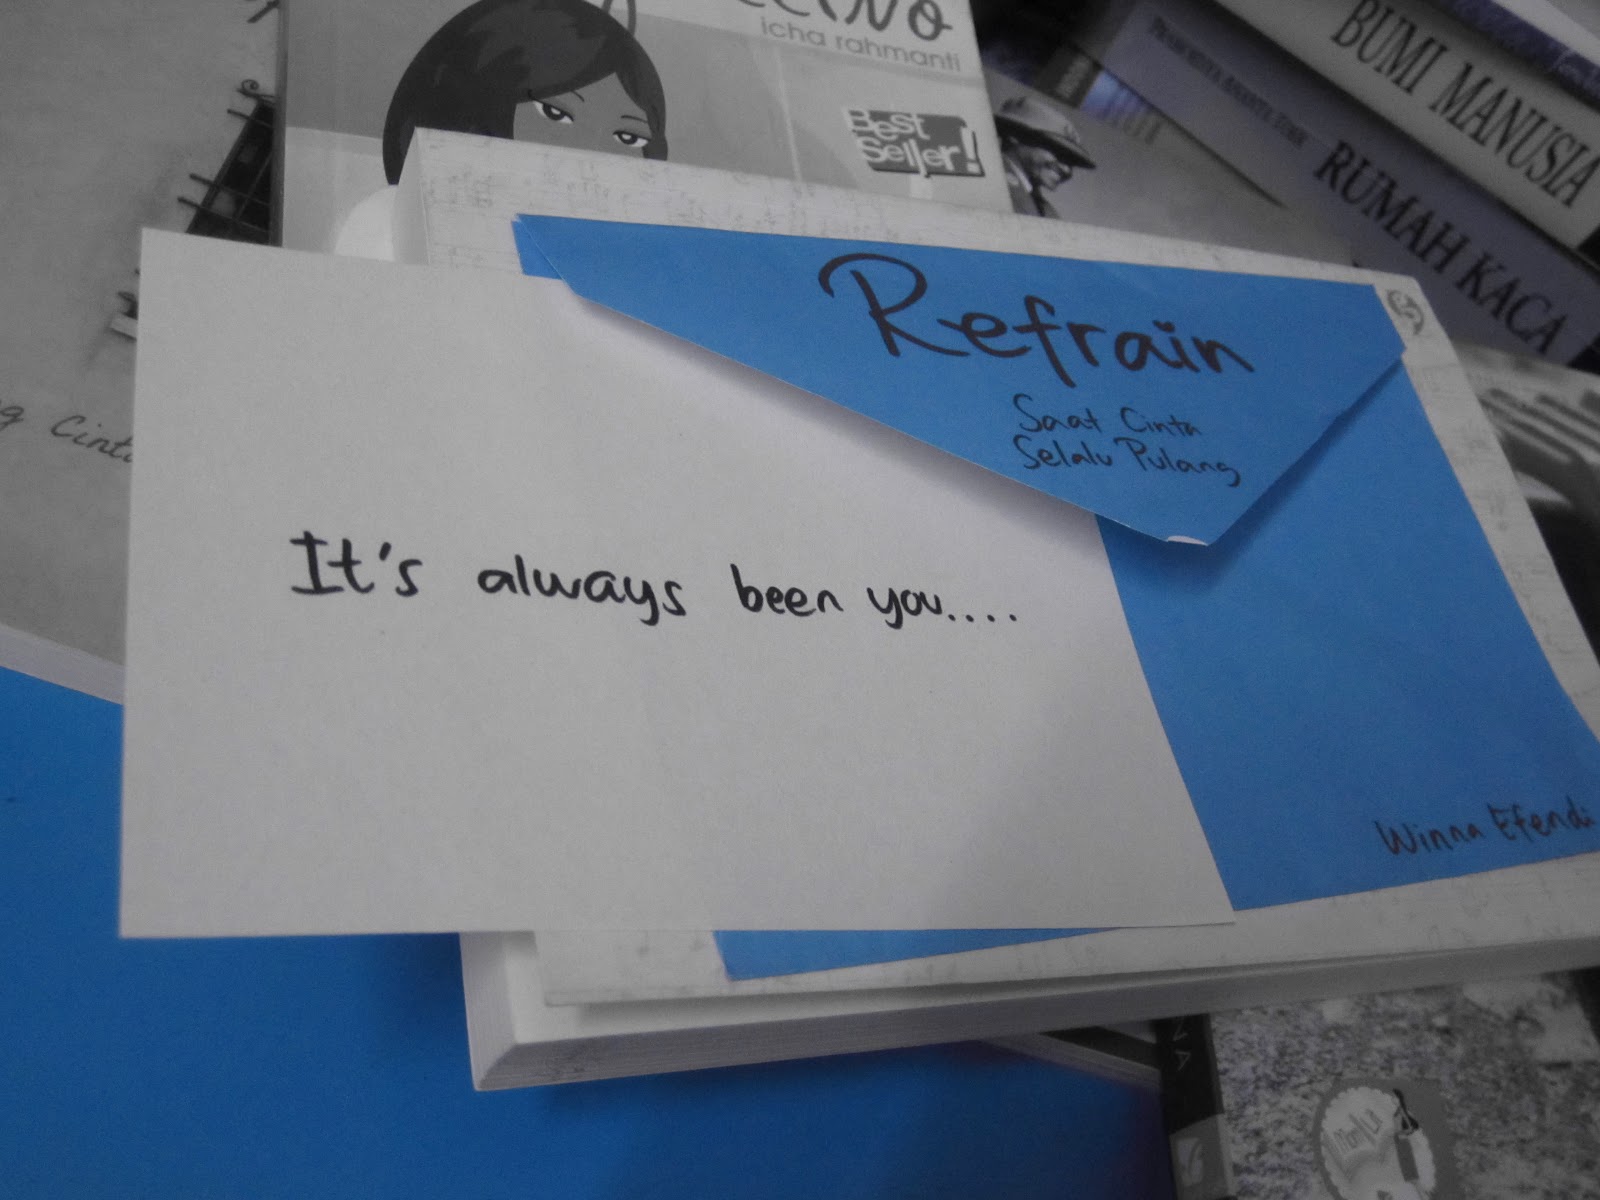 icha rahmanti
Best
Seller!
BUMI MANUSIA
RUMAH KACA
Refrain
Saat Cinta
Selalu Pulang
Cinta
It's always been you....
Winna Efendi